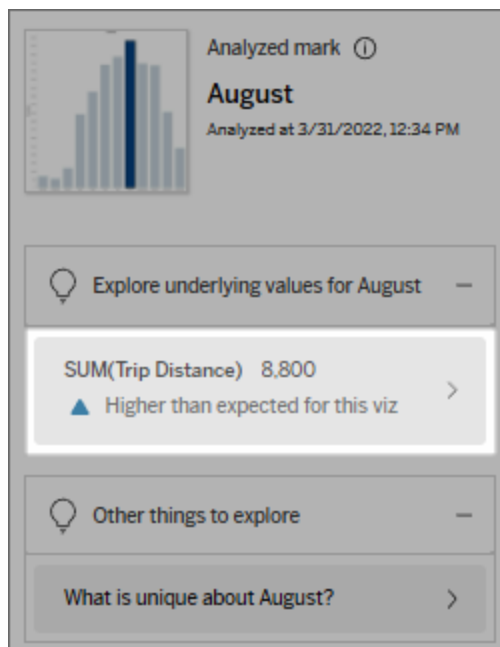 Analyzed mark
August
Analyzed at 3/31/2022, 12:34 PM
Explore underlying values for August
SUM(Trip Distance) 8,800
Higher than expected for this viz
Other things to explore
What is unique about August?